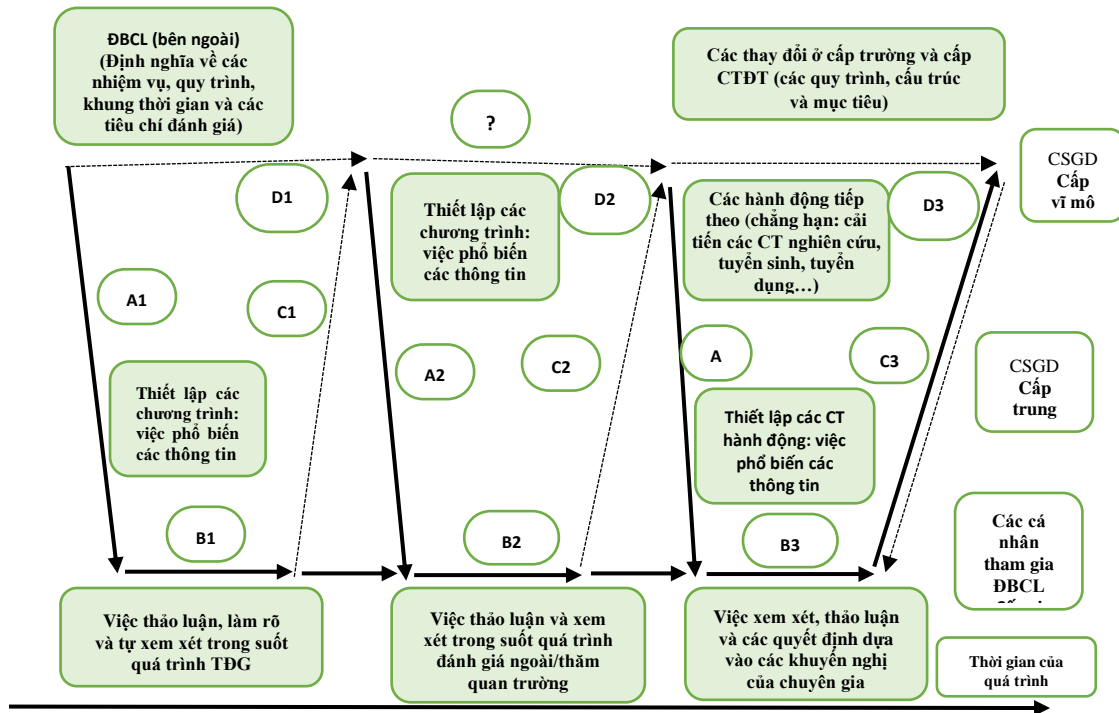 ĐBCL (bên ngoài)
(Định nghĩa về các
nhiệm vụ, quy trình,
khung thời gian và các
tiêu chí đánh giá)
?
Các thay đổi ở cấp trường và cấp
CTĐT (các quy trình, cấu trúc
và mục tiêu)
CSGD
Cấp
vĩ mô
D1
Thiết lập các
chương trình:
việc phổ biến
các thông tin
D2
Các hành động tiếp
theo (chẳng hạn: cải
tiến các CT nghiên cứu,
tuyển sinh, tuyển
dụng…)
D3
A1
C1
A2
C2
A
C3
CSGD
Cấp
trung
Thiết lập các
chương trình:
việc phổ biến
các thông tin
Thiết lập các CT
hành động: việc
phổ biến các
thông tin
B1
B2
B3
Các cá
nhân
tham gia
ĐBCL
Việc thảo luận, làm rõ
và tự xem xét trong suốt
quá trình TĐG
Việc thảo luận và xem
xét trong suốt quá trình
đánh giá ngoài/thăm
quan trường
Việc xem xét, thảo luận
và các quyết định dựa
vào các khuyến nghị
của chuyên gia
Thời gian của
quá trình